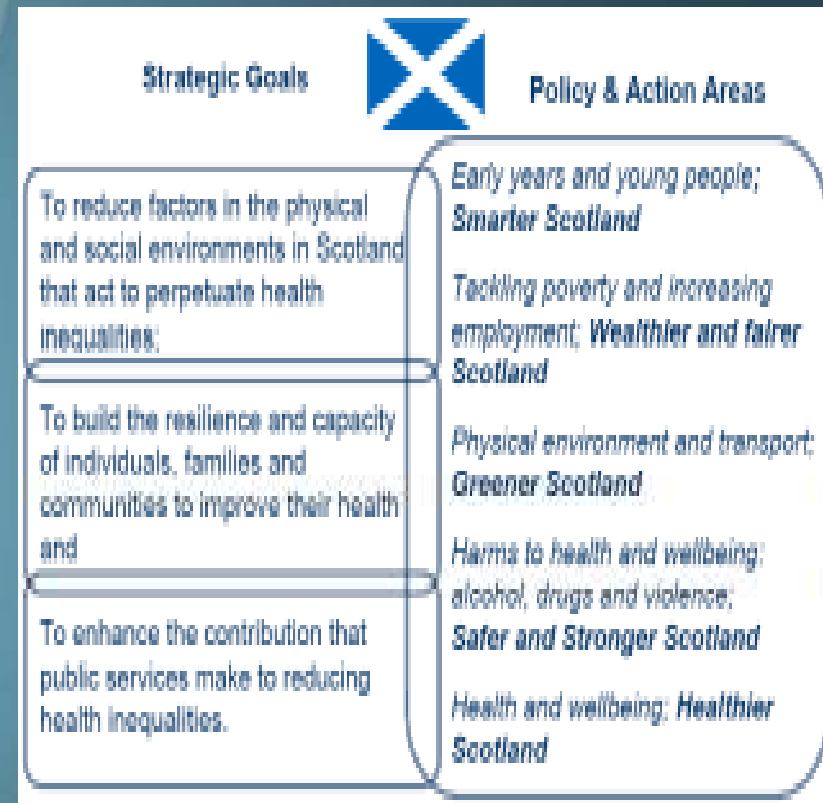 Strategic Goals
Policy & Action Areas
To reduce factors in the physical
and social environments in Scotland
that act to perpetuate health
inequalities;
To build the resilience and capacity
of individuals, families and
communities to improve their health
and
To enhance the contribution that
public services make to reducing
health inequalities.
Early years and young people;
Smarter Scotland
Tackling poverty and increasing
employment; Wealthier and fairer
Scotland
Physical environment and transport;
Greener Scotland
Harms to health and wellbeing:
alcohol, drugs and violence;
Safer and Stronger Scotland
Health and wellbeing; Healthier
Scotland